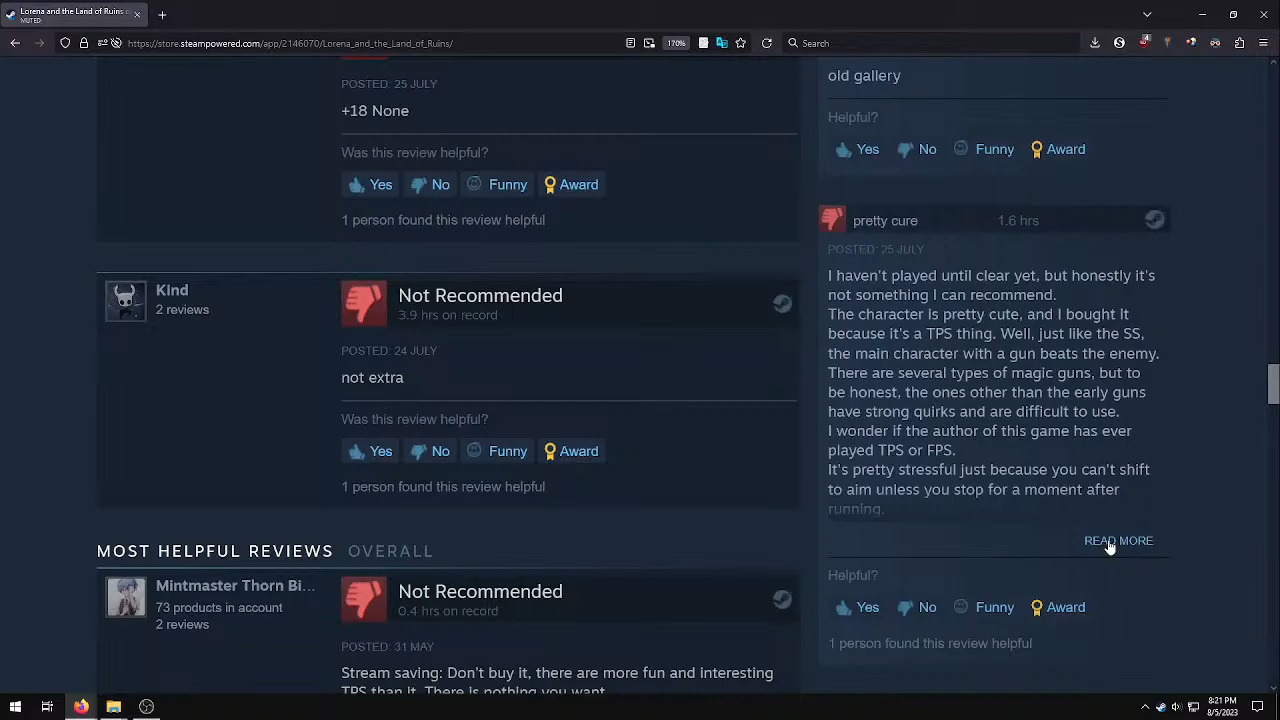 Lorena and the Land of Ruins
MUTED
https://store.steampowered.com/app/2146070/Lorena_and_the_Land_of_Ruins/
170%
Search
POSTED: 25 JULY
+18 None
Was this review helpful?
Yes
No
Funny
Award
1 person found this review helpful
Kind
2 reviews
Not Recommended
3.9 hrs on record
POSTED: 24 JULY
not extra
Was this review helpful?
Yes
No
Funny
Award
1 person found this review helpful
MOST HELPFUL REVIEWS OVERALL
Mintmaster Thorn Bi...
73 products in account
2 reviews
Not Recommended
0.4 hrs on record
POSTED: 31 MAY
Stream saving: Don't buy it, there are more fun and interesting
TPS than it. There is nothing you want
old gallery
Helpful?
Yes
No
Funny
Award
pretty cure
1.6 hrs
POSTED: 25 JULY
I haven't played until clear yet, but honestly it's
not something I can recommend.
The character is pretty cute, and I bought it
because it's a TPS thing. Well, just like the SS,
the main character with a gun beats the enemy.
There are several types of magic guns, but to
be honest, the ones other than the early guns
have strong quirks and are difficult to use.
I wonder if the author of this game has ever
played TPS or FPS.
It's pretty stressful just because you can't shift
to aim unless you stop for a moment after
running.
READ MORE
Helpful?
Yes
No
Funny
Award
1 person found this review helpful
8:21 PM
8/5/2023